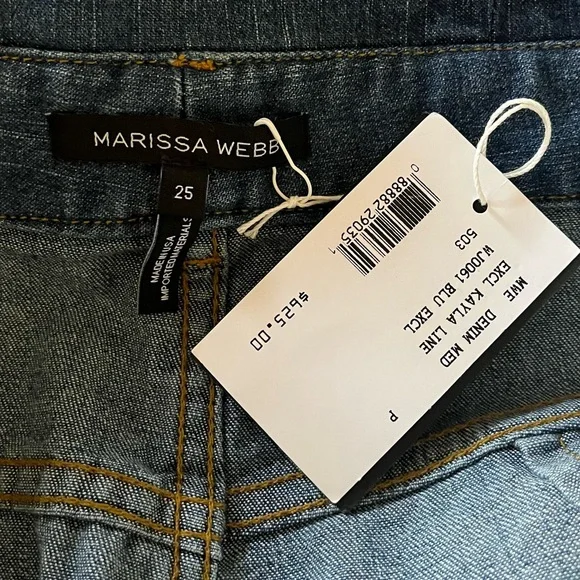 MARISSA WEBB
25
MADE IN USA
IMPORTED MATERIALS
0 88882 29035 1
503
WJ0061 BLU EXCL
EXCL KAYLA LINE
MWE DENIM MED
$625.00
P